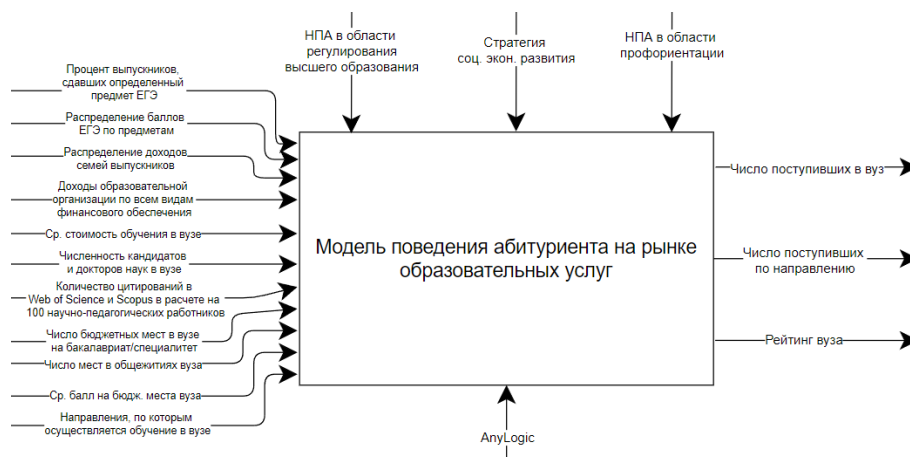 НПА в области
регулирования
высшего образования
Стратегия
соц. экон. развития
НПА в области
профориентации
Процент выпускников,
сдавших определенный
предмет ЕГЭ
Распределение баллов
ЕГЭ по предметам
Распределение доходов
семей выпускников
Доходы образовательной
организации по всем видам
финансового обеспечения
Ср. стоимость обучения в вузе
Численность кандидатов
и докторов наук в вузе
Количество цитирований в
Web of Science и Scopus в расчете на
100 научно-педагогических работников
Число бюджетных мест в вузе
на бакалавриат/специалитет
Число мест в общежитиях вуза
Ср. балл на бюдж. места вуза
Направления, по которым
осуществляется обучение в вузе
Модель поведения абитуриента на рынке
образовательных услуг
Число поступивших в вуз
Число поступивших
по направлению
Рейтинг вуза
AnyLogic